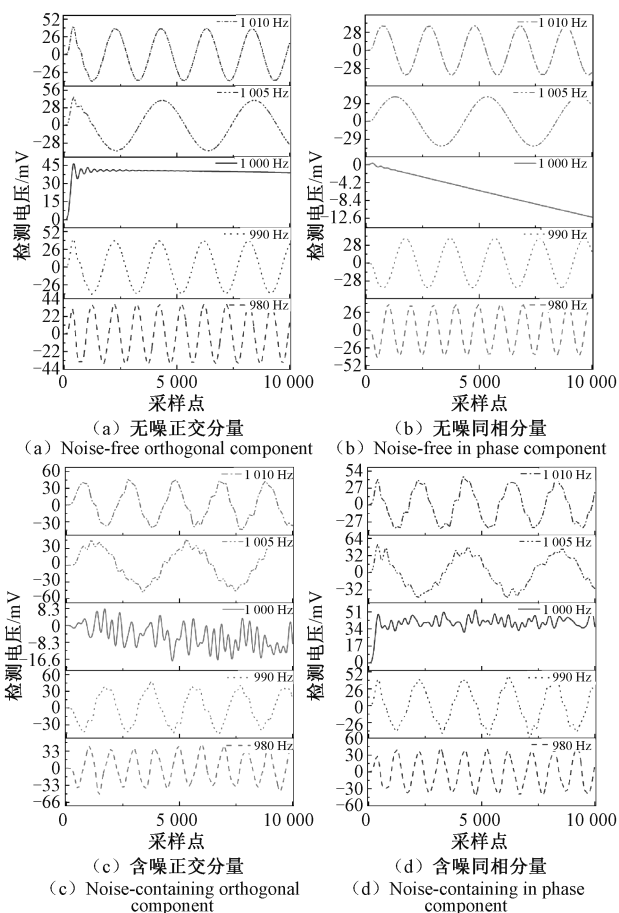 检测电压/mV
52
26
0
−26
1 010 Hz
56
28
0
−28
1 005 Hz
45
30
15
0
1 000 Hz
52
26
0
−26
990 Hz
44
22
0
−22
−44
980 Hz
0
5 000
10 000
采样点
（a）无噪正交分量
（a）Noise-free orthogonal component
检测电压/mV
28
0
−28
1 010 Hz
29
0
−29
1 005 Hz
0
−4.2
−8.4
−12.6
1 000 Hz
28
0
−28
990 Hz
26
0
−26
−52
980 Hz
0
5 000
10 000
采样点
（b）无噪同相分量
（b）Noise-free in phase component
检测电压/mV
60
30
0
−30
1 010 Hz
30
0
−30
−60
1 005 Hz
8.3
0
−8.3
−16.6
1 000 Hz
60
30
0
−30
990 Hz
33
0
−33
−66
980 Hz
0
5 000
10 000
采样点
（c）含噪正交分量
（c）Noise-containing orthogonal
component
检测电压/mV
54
27
0
−27
1 010 Hz
64
32
0
−32
1 005 Hz
51
34
17
0
1 000 Hz
52
26
0
−26
990 Hz
60
30
0
−30
−60
980 Hz
0
5 000
10 000
采样点
（d）含噪同相分量
（d）Noise-containing in phase
component